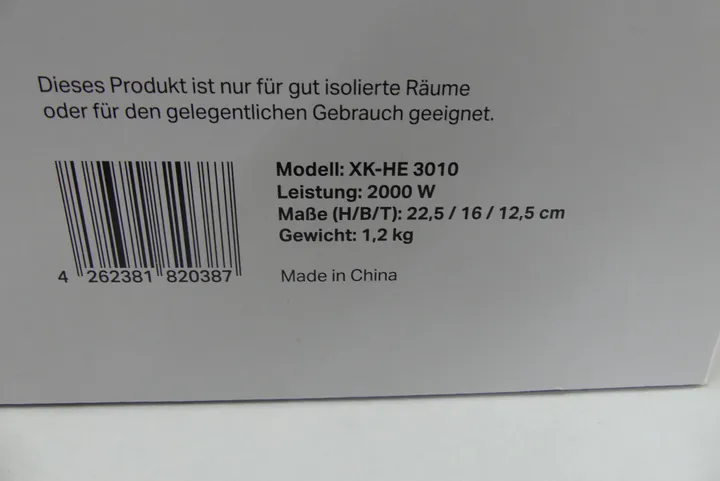 Dieses Produkt ist nur für gut isolierte Räume
oder für den gelegentlichen Gebrauch geeignet.
Modell: XK-HE 3010
Leistung: 2000 W
Maße (H/B/T): 22,5 / 16 / 12,5 cm
Gewicht: 1,2 kg
Made in China
4 262381 820387